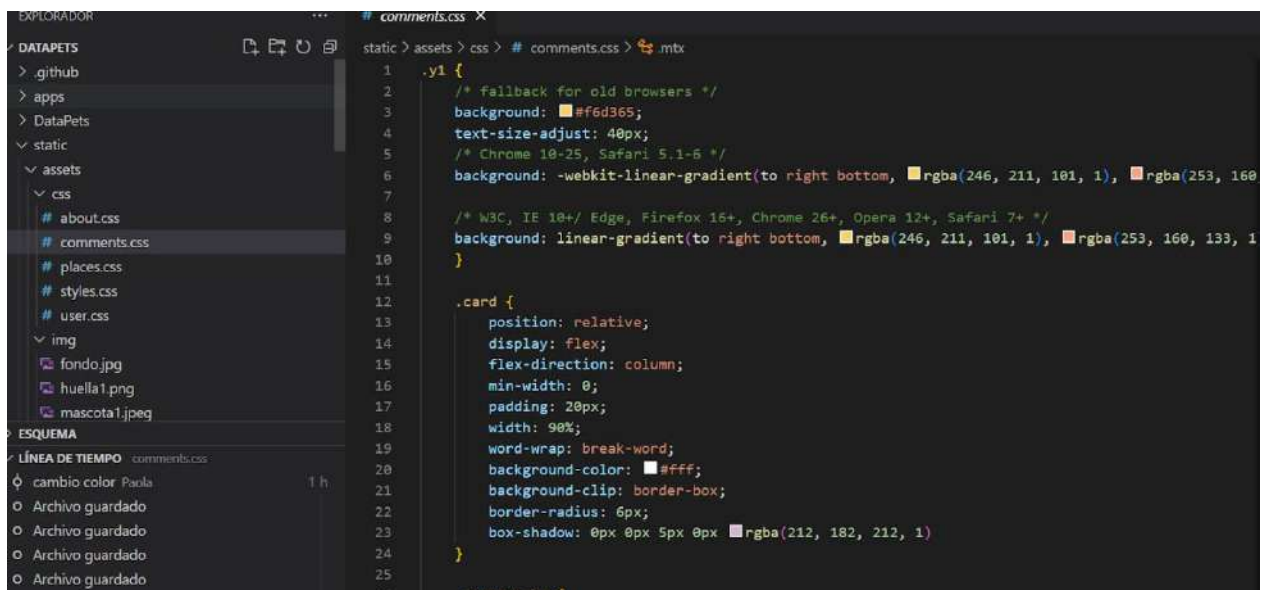 EXPLORADOR
DATAPETS
.github
apps
DataPets
static
assets
css
# about.css
# comments.css
# places.css
# styles.css
# user.css
img
fondo.jpg
huella1.png
mascota1.jpeg
ESQUEMA
LÍNEA DE TIEMPO comments.css
cambio color Paola 1 h
Archivo guardado
Archivo guardado
Archivo guardado
Archivo guardado
# comments.css ×
static > assets > css > # comments.css > .mtx
1 .y1 {
2 /* fallback for old browsers */
3 background: #f6d365;
4 text-size-adjust: 40px;
5 /* Chrome 10-25, Safari 5.1-6 */
6 background: -webkit-linear-gradient(to right bottom, rgba(246, 211, 101, 1), rgba(253, 160
7
8 /* W3C, IE 10+/ Edge, Firefox 16+, Chrome 26+, Opera 12+, Safari 7+ */
9 background: linear-gradient(to right bottom, rgba(246, 211, 101, 1), rgba(253, 160, 133, 1
10 }
11
12 .card {
13 position: relative;
14 display: flex;
15 flex-direction: column;
16 min-width: 0;
17 padding: 20px;
18 width: 90%;
19 word-wrap: break-word;
20 background-color: #fff;
21 background-clip: border-box;
22 border-radius: 6px;
23 box-shadow: 0px 0px 5px 0px rgba(212, 182, 212, 1)
24 }
25